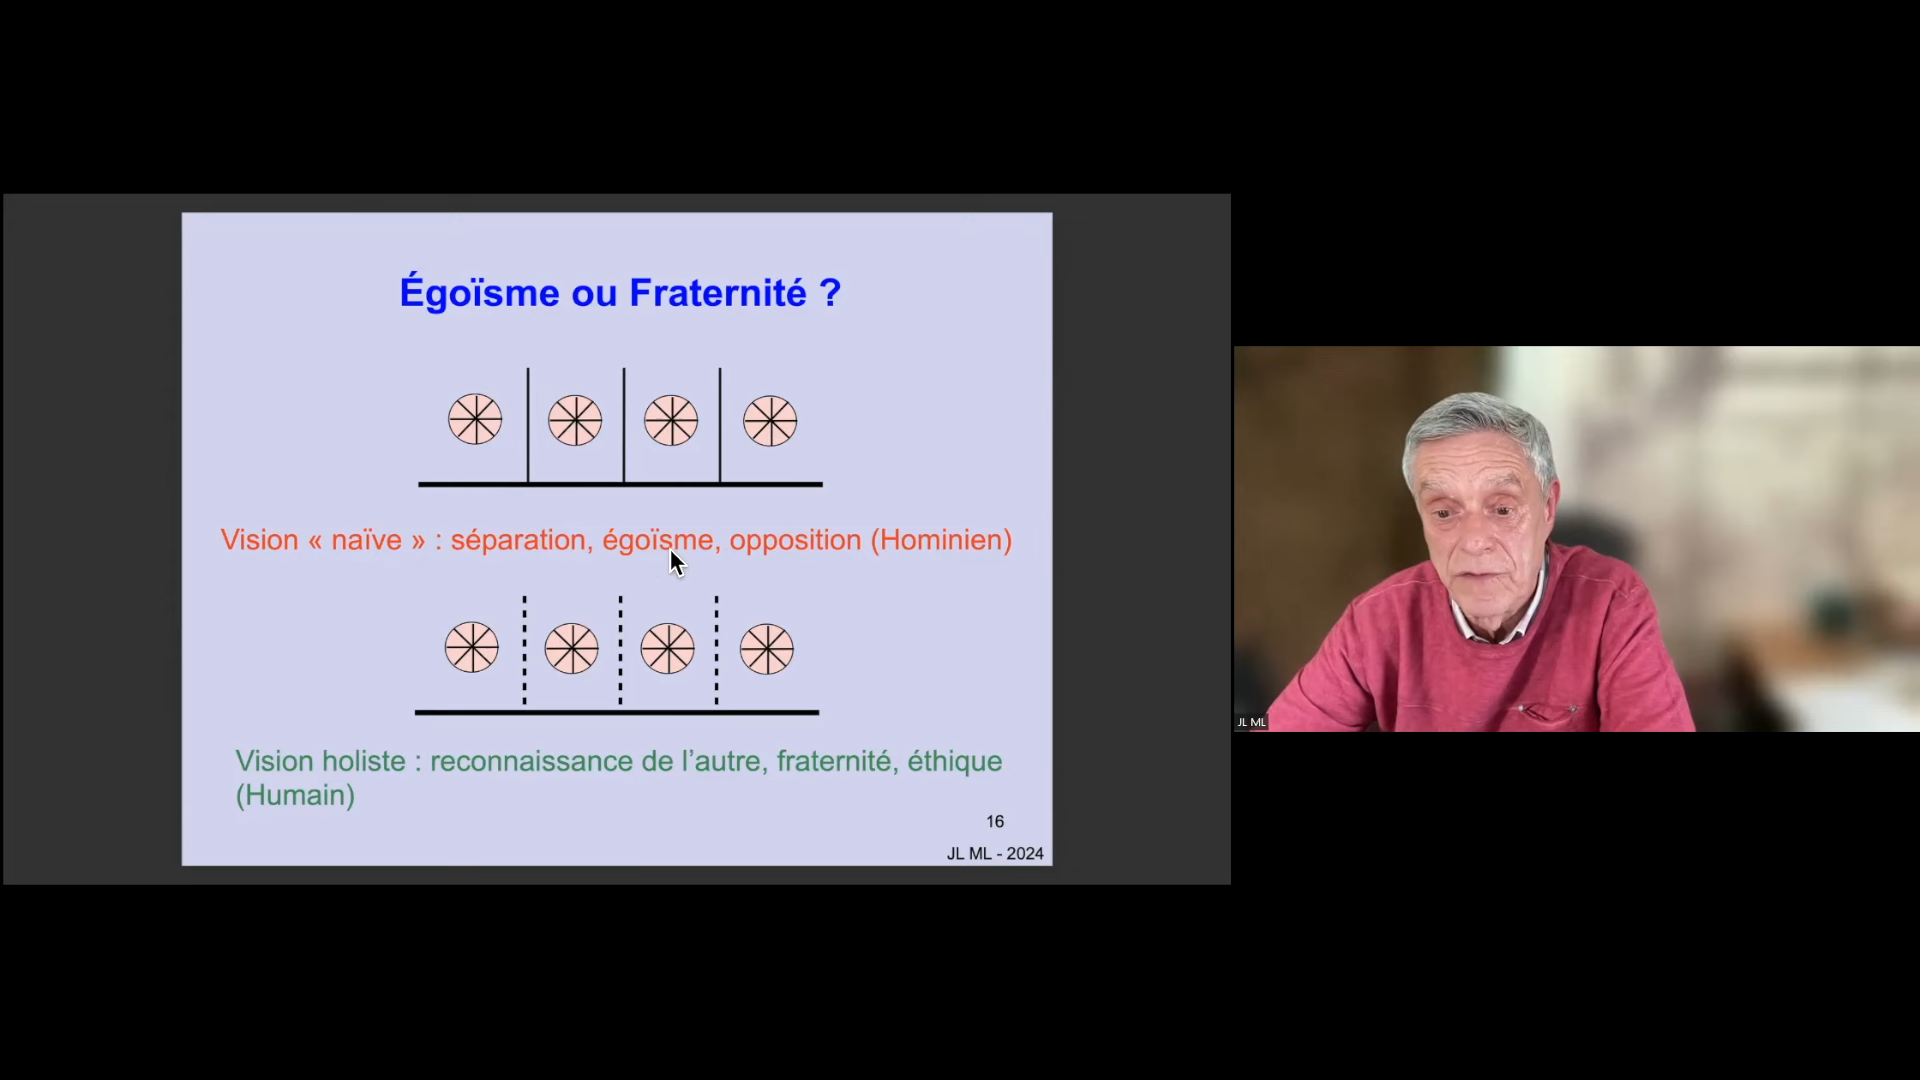 Égoïsme ou Fraternité ?
Vision « naïve » : séparation, égoïsme, opposition (Hominien)
Vision holiste : reconnaissance de l’autre, fraternité, éthique
(Humain)
16
JL ML - 2024
JL ML